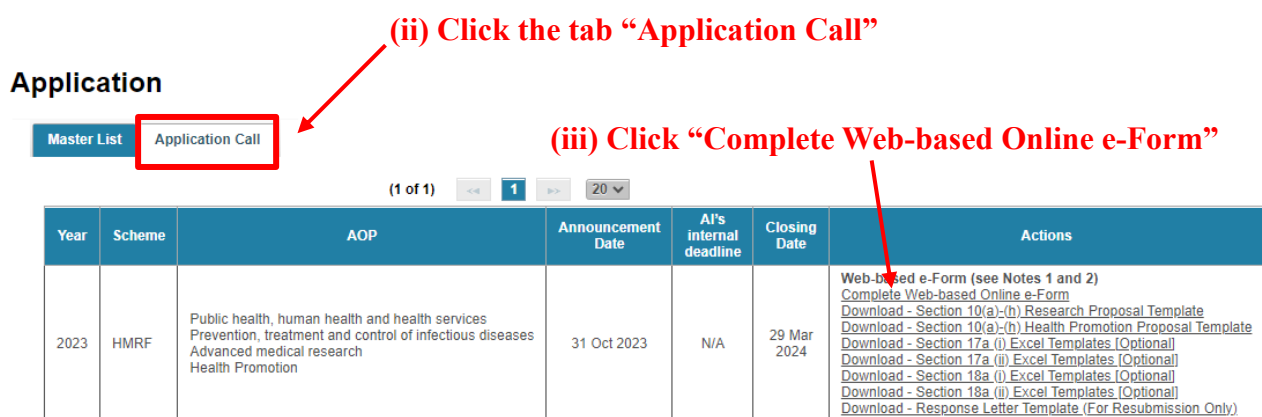 (ii) Click the tab “Application Call”
Application
Master List
Application Call
(iii) Click “Complete Web-based Online e-Form”
(1 of 1)
1
20
Year
Scheme
AOP
Announcement
Date
AI's
internal
deadline
Closing
Date
Actions
2023
HMRF
Public health, human health and health services
Prevention, treatment and control of infectious diseases
Advanced medical research
Health Promotion
31 Oct 2023
N/A
29 Mar
2024
Web-based e-Form (see Notes 1 and 2)
Complete Web-based Online e-Form
Download - Section 10(a)-(h) Research Proposal Template
Download - Section 10(a)-(h) Health Promotion Proposal Template
Download - Section 17a (i) Excel Templates [Optional]
Download - Section 17a (ii) Excel Templates [Optional]
Download - Section 18a (i) Excel Templates [Optional]
Download - Section 18a (ii) Excel Templates [Optional]
Download - Response Letter Template (For Resubmission Only)